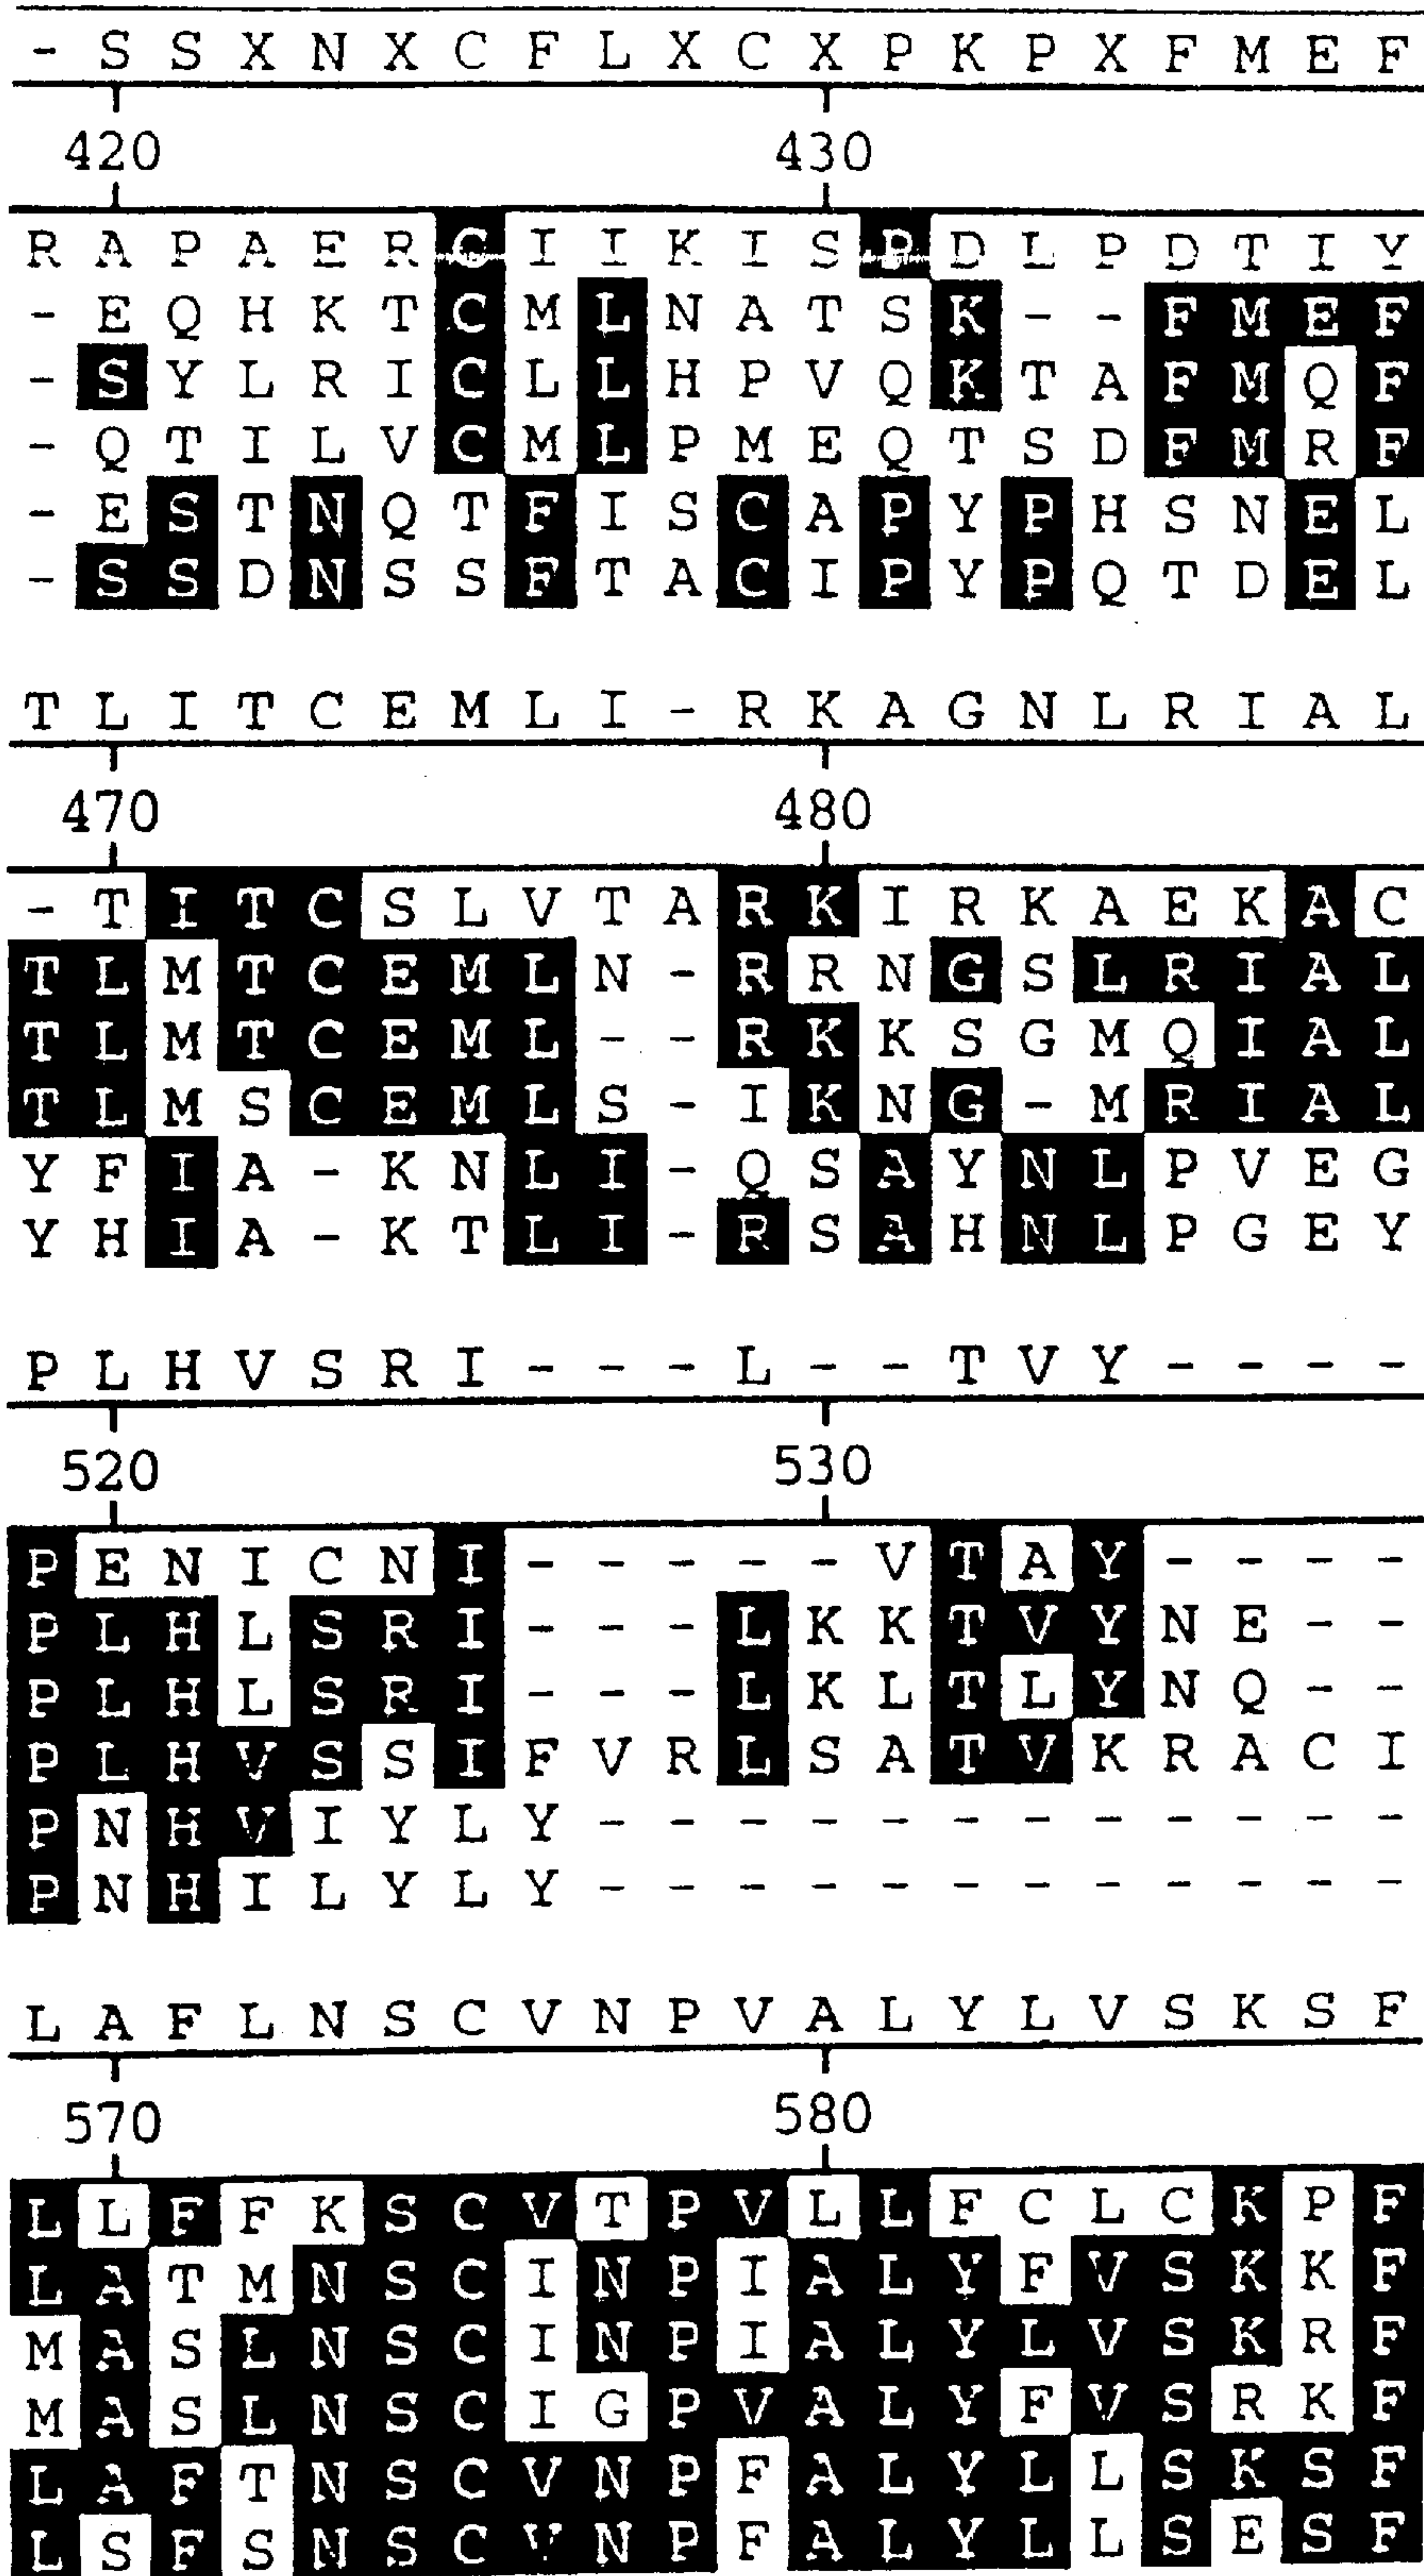 - S S X N X C F L X C X P K P X F M E F
420 430
R A P A E R C I I K I S P D L P D T I Y
- E Q H K T C M L N A T S K - - F M E F
- S Y L R I C L L H P V Q K T A F M Q F
- Q T I L V C M L P M E Q T S D F M R F
- E S T N Q T F I S C A P Y P H S N E L
- S S D N S S F T A C I P Y P Q T D E L
T L I T C E M L I - R K A G N L R I A L
470 480
- T I T C S L V T A R K I R K A E K A C
T L M T C E M L N - R R N G S L R I A L
T L M T C E M L - - R K K S G M Q I A L
T L M S C E M L S - I K N G - M R I A L
Y F I A - K N L I - Q S A Y N L P V E G
Y H I A - K T L I - R S A H N L P G E Y
P L H V S R I - - - L - - T V Y - - - -
520 530
P E N I C N I - - - - - V T A Y - - - -
P L H L S R I - - - L K K T V Y N E - -
P L H L S R I - - - L K L T L Y N Q - -
P L H V S S I F V R L S A T V K R A C I
P N H V I Y L Y - - - - - - - - - - - -
P N H I L Y L Y - - - - - - - - - - - -
L A F L N S C V N P V A L Y L V S K S F
570 580
L L F F K S C V T P V L L F C L C K P F
L A T M N S C I N P I A L Y F V S K K F
M A S L N S C I N P I A L Y L V S K R F
M A S L N S C I G P V A L Y F V S R K F
L A F T N S C V N P F A L Y L L S K S F
L S F S N S C V N P F A L Y L L S E S F